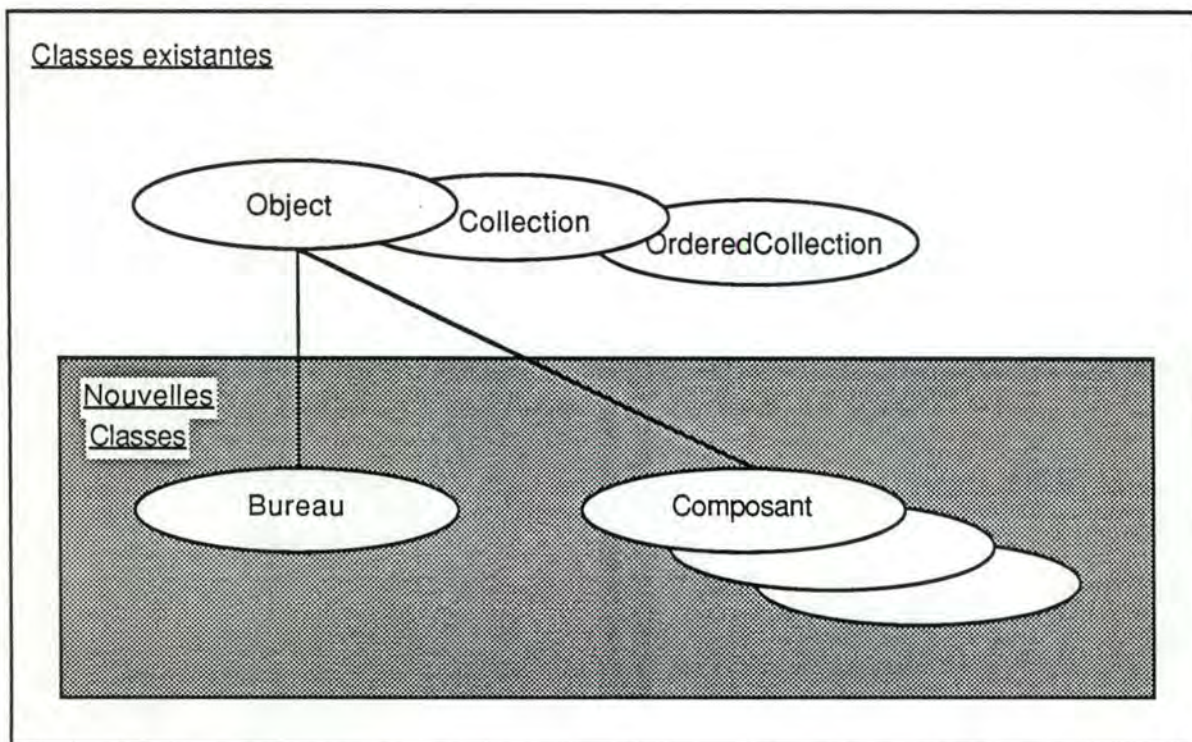 Classes existantes
Object
Collection
OrderedCollection
Nouvelles
Classes
Bureau
Composant